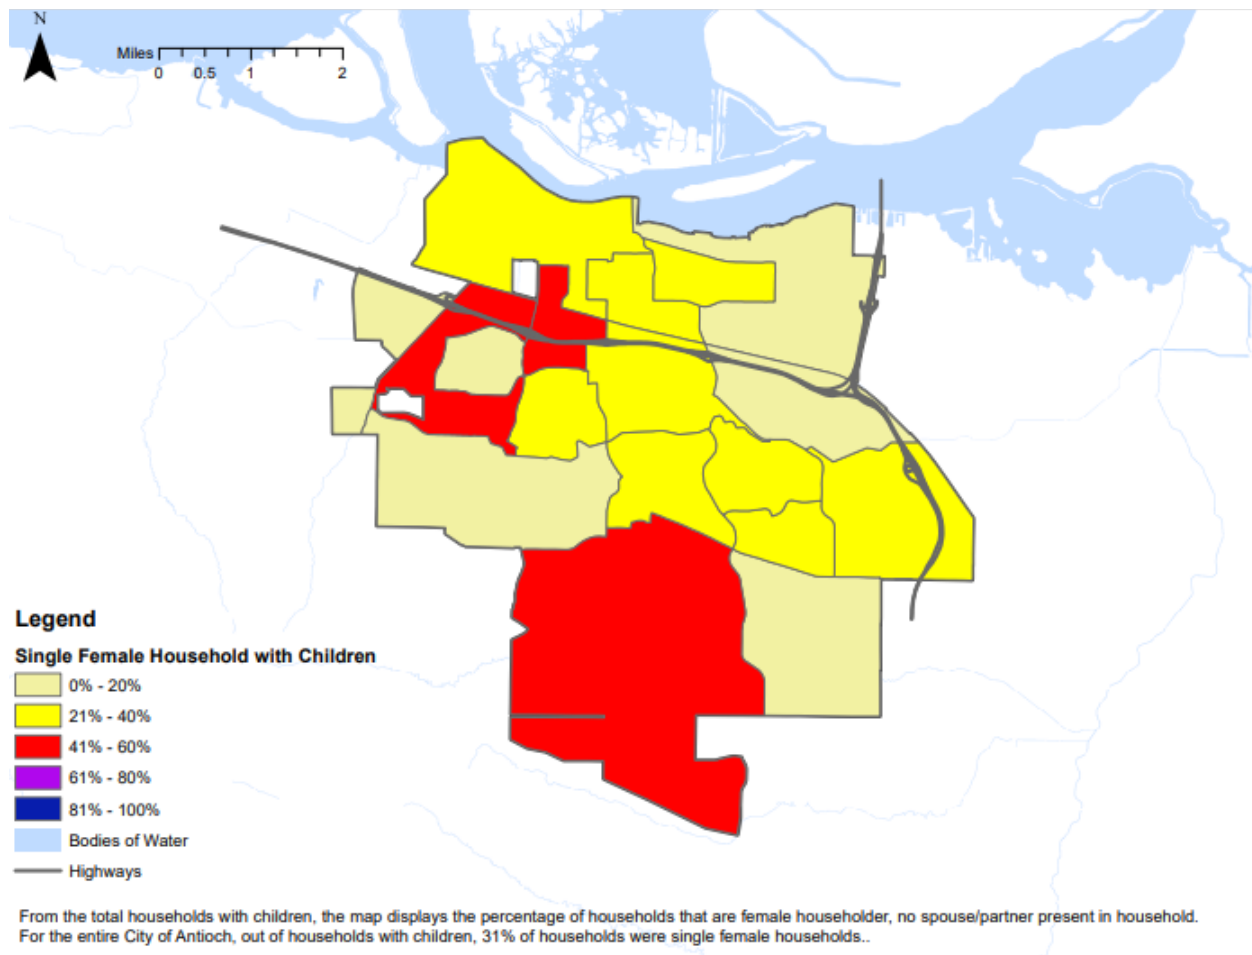 N
Miles
0 0.5 1 2
Legend
Single Female Household with Children
0% - 20%
21% - 40%
41% - 60%
61% - 80%
81% - 100%
Bodies of Water
Highways
From the total households with children, the map displays the percentage of households that are female householder, no spouse/partner present in household.
For the entire City of Antioch, out of households with children, 31% of households were single female households..